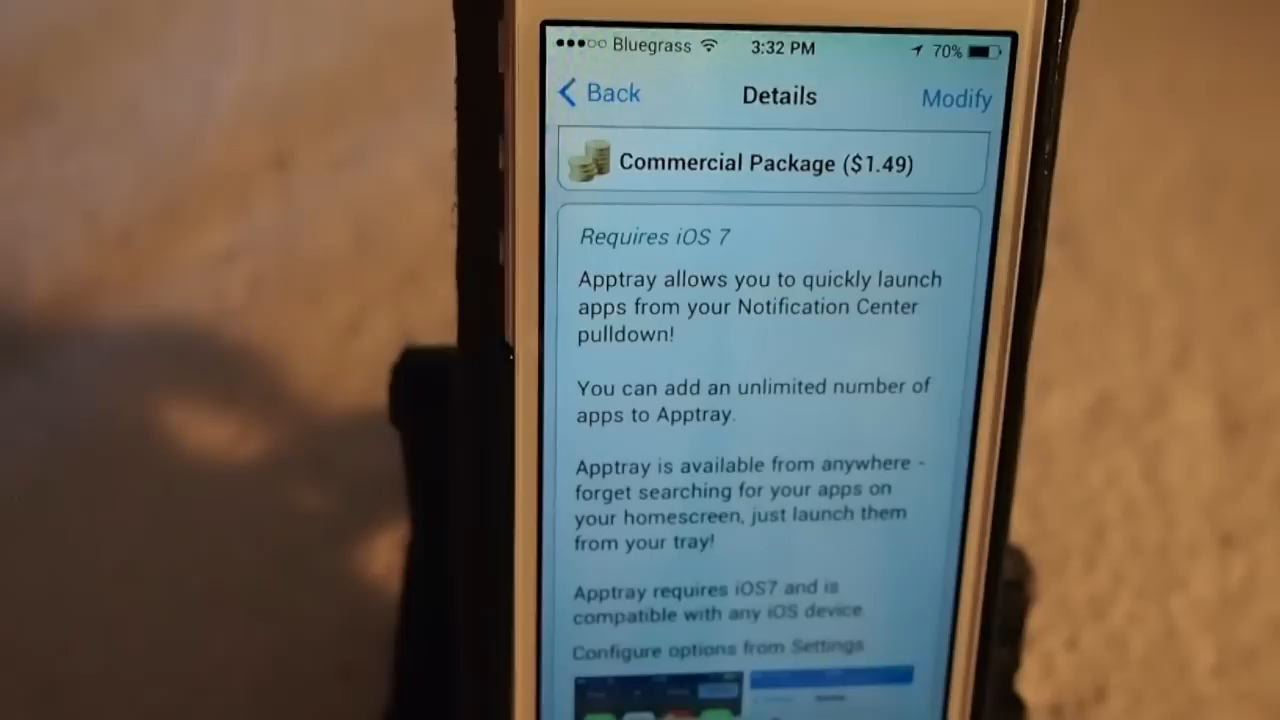 Bluegrass 3:32 PM 70%
Back Details Modify
Commercial Package ($1.49)
Requires iOS 7
Apptray allows you to quickly launch
apps from your Notification Center
pulldown!
You can add an unlimited number of
apps to Apptray.
Apptray is available from anywhere -
forget searching for your apps on
your homescreen, just launch them
from your tray!
Apptray requires iOS7 and is
compatible with any iOS device
Configure options from Settings